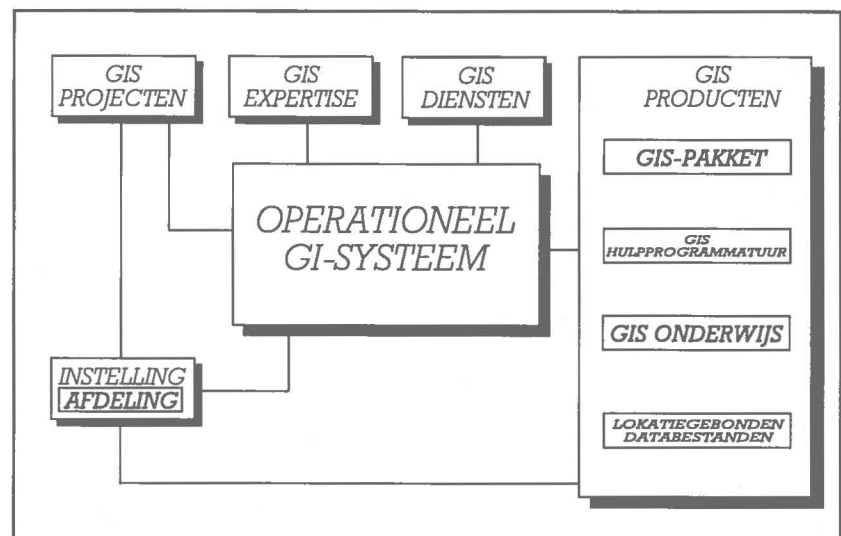 GIS
PROJECTEN
GIS
EXPERTISE
GIS
DIENSTEN
GIS
PRODUCTEN
GIS-PAKKET
GIS
HULPPROGRAMMATUUR
GIS ONDERWIJS
LOKATIEGEBONDEN
DATABESTANDEN
OPERATIONEEL
GI-SYSTEEM
INSTELLING
AFDELING